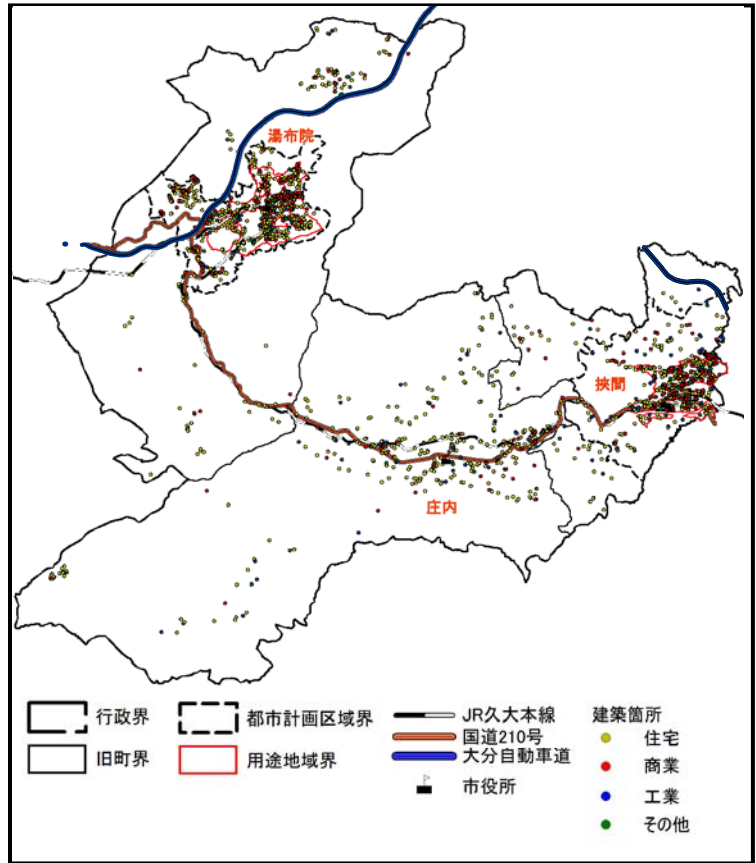 湯布院
挾間
庄内
行政界
都市計画区域界
JR久大本線
建築箇所
国道210号
住宅
旧町界
用途地域界
大分自動車道
商業
市役所
工業
その他